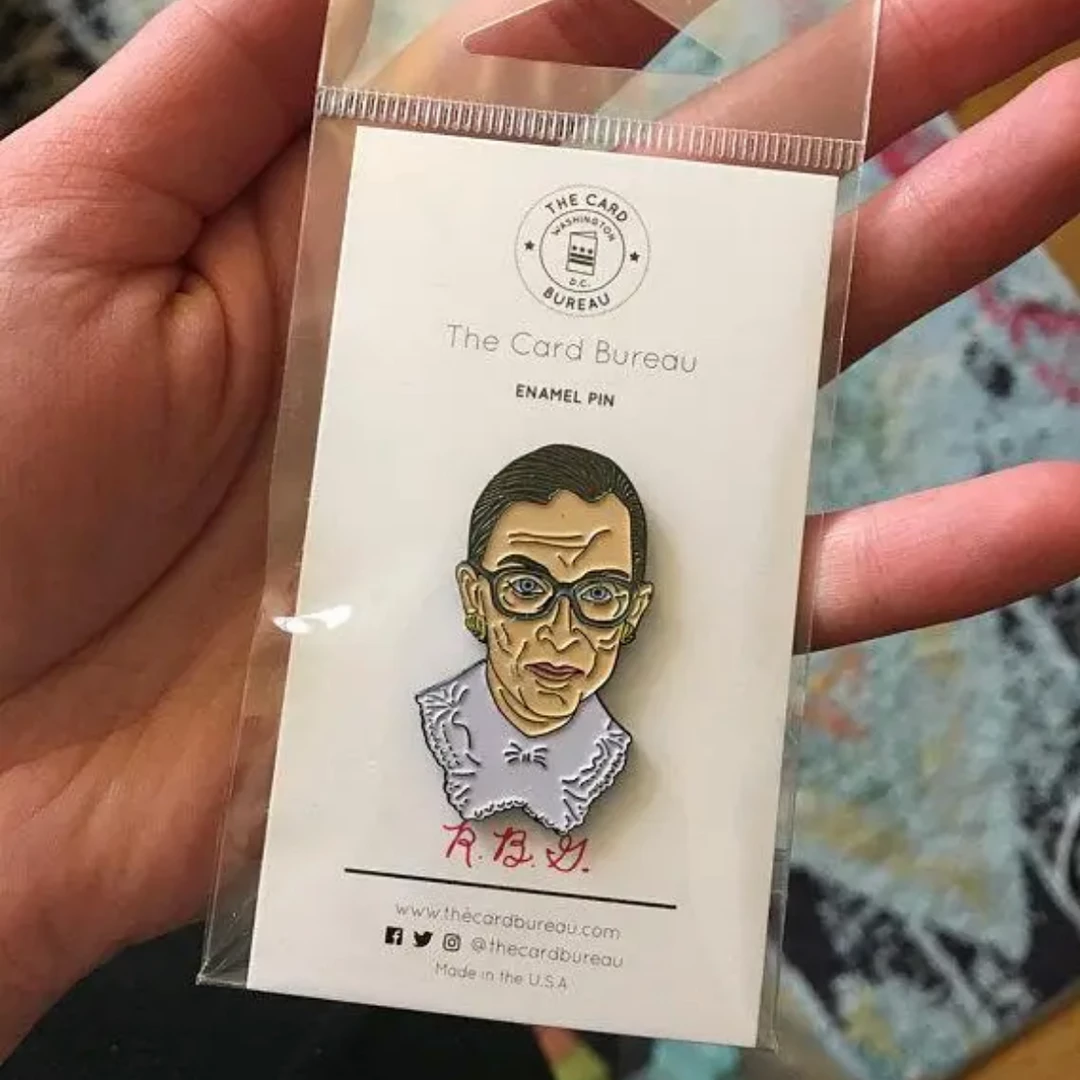 THE CARD
WASHINGTON
D.C.
BUREAU
The Card Bureau
ENAMEL PIN
R. B. G.
www.thecardbureau.com
@thecardbureau
Made in the U.S.A